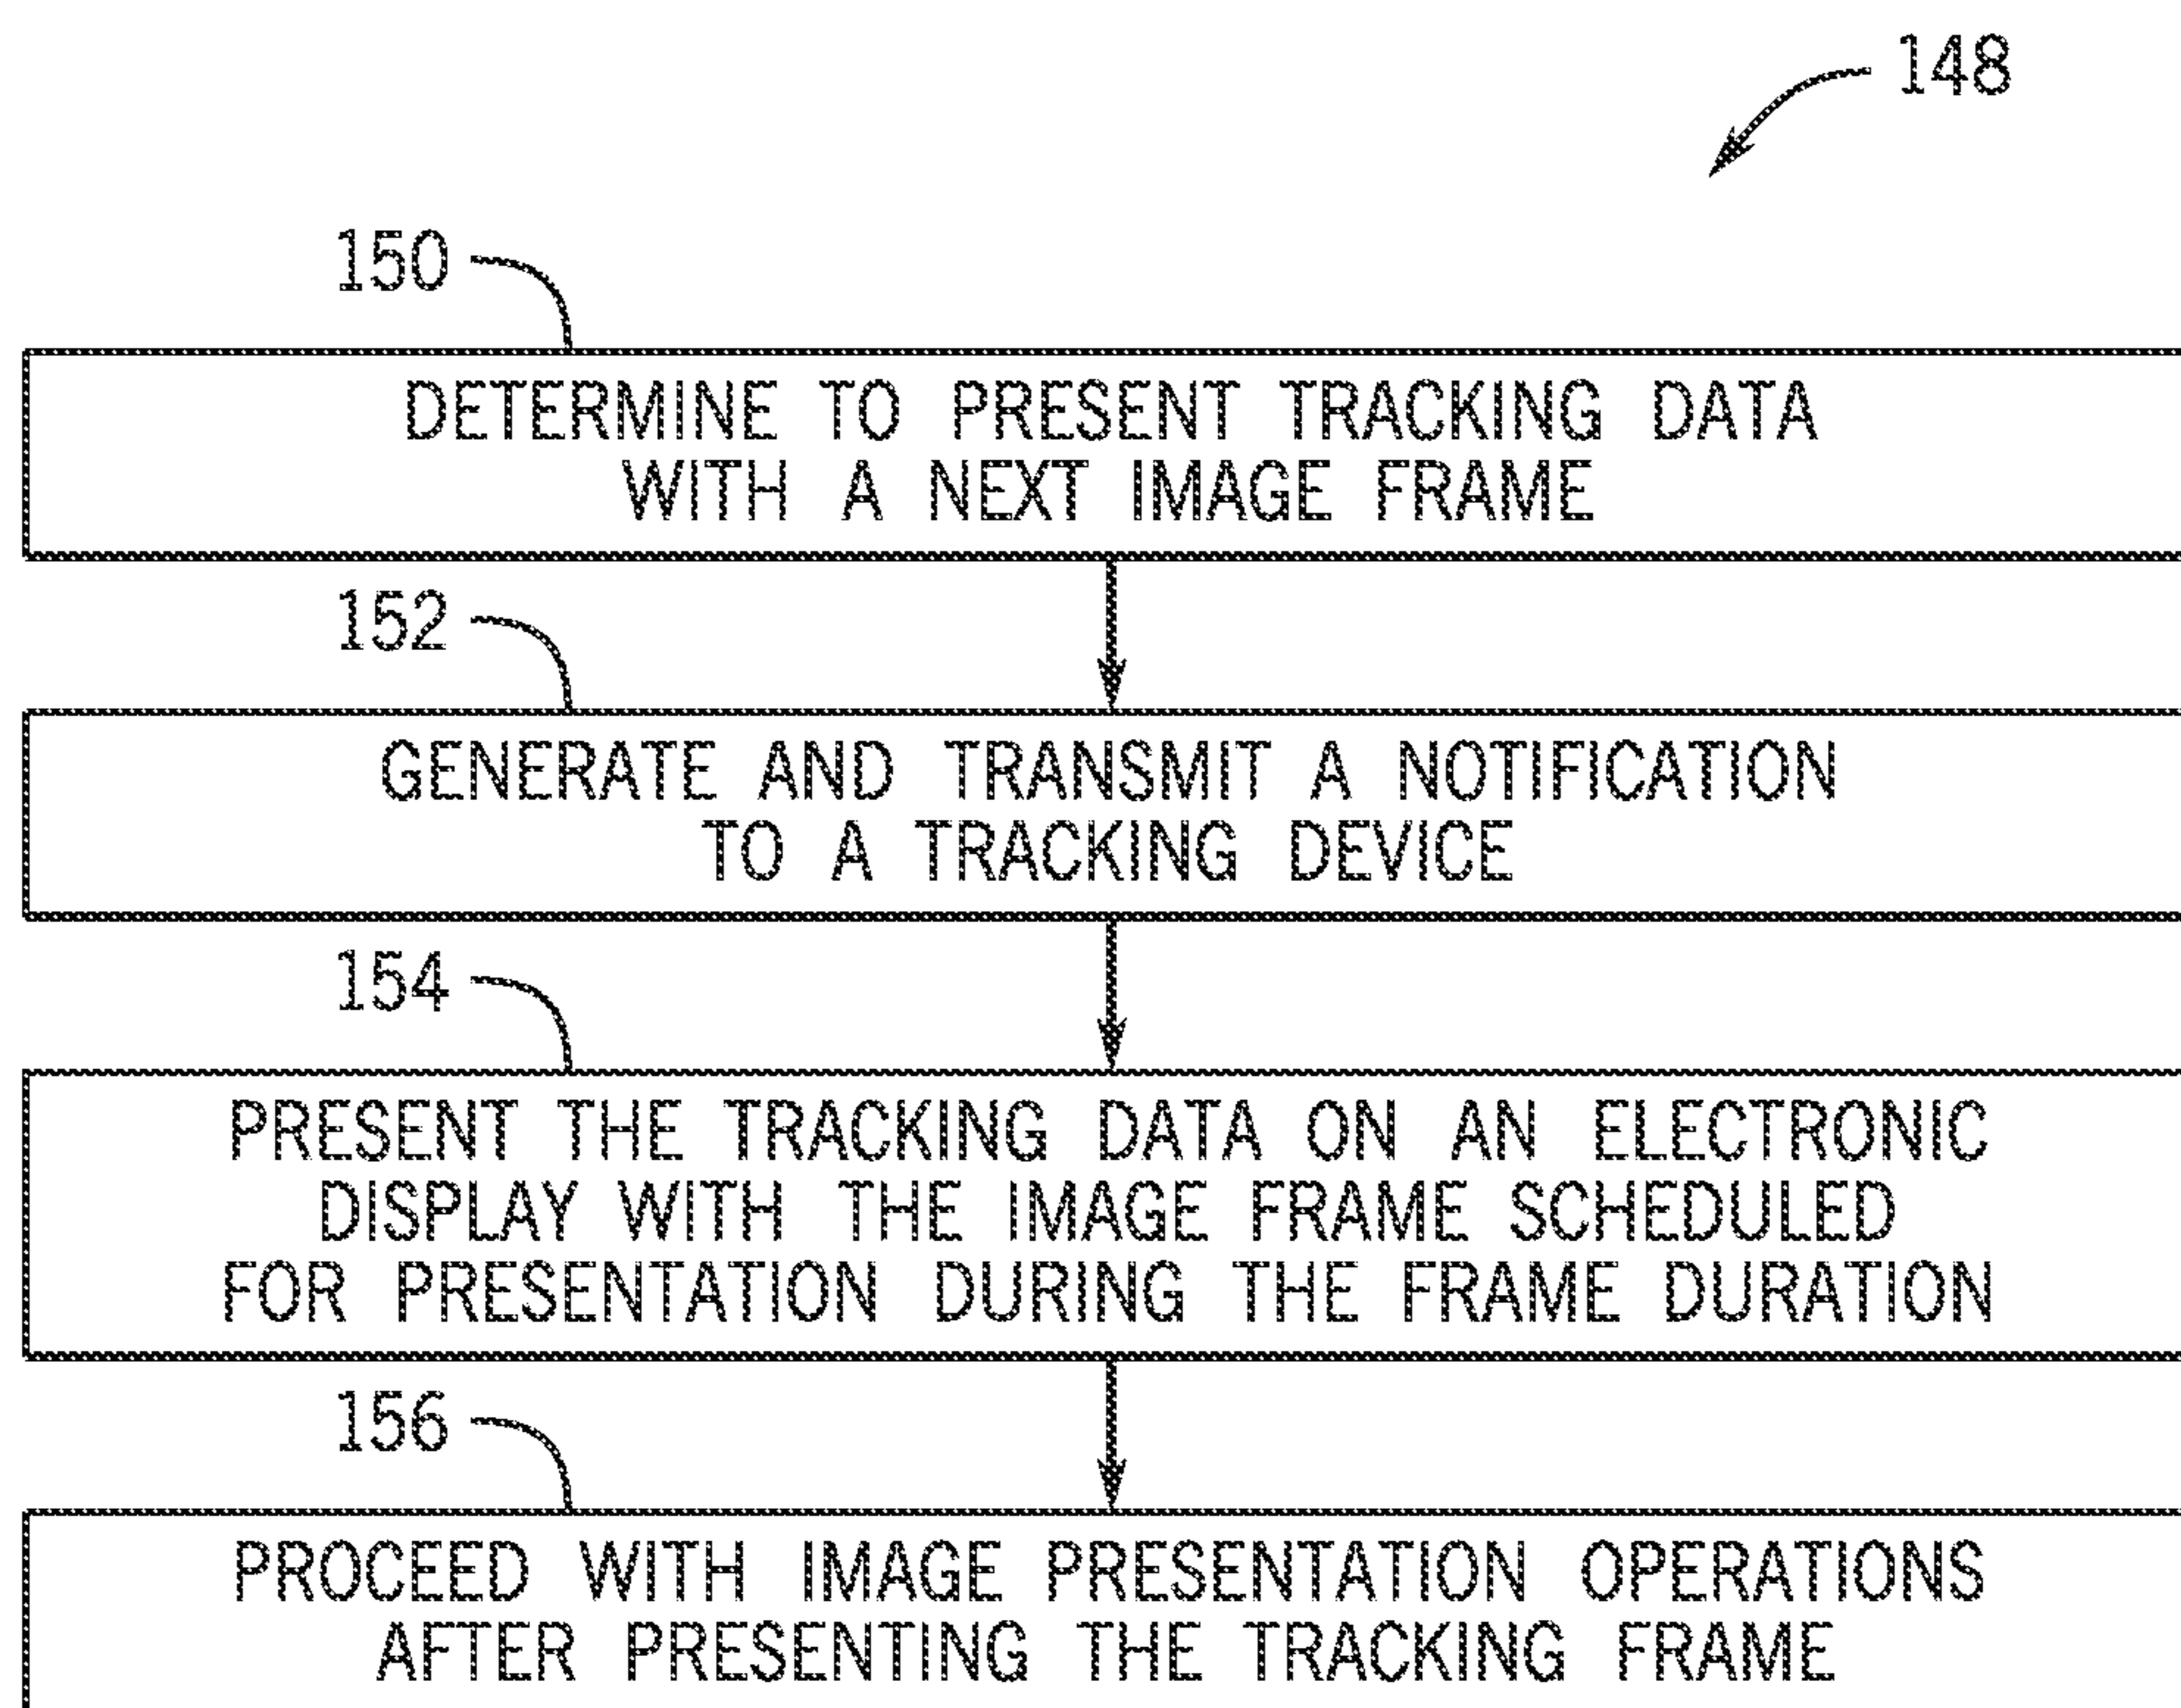 148
150
DETERMINE TO PRESENT TRACKING DATA
WITH A NEXT IMAGE FRAME
152
GENERATE AND TRANSMIT A NOTIFICATION
TO A TRACKING DEVICE
154
PRESENT THE TRACKING DATA ON AN ELECTRONIC
DISPLAY WITH THE IMAGE FRAME SCHEDULED
FOR PRESENTATION DURING THE FRAME DURATION
156
PROCEED WITH IMAGE PRESENTATION OPERATIONS
AFTER PRESENTING THE TRACKING FRAME